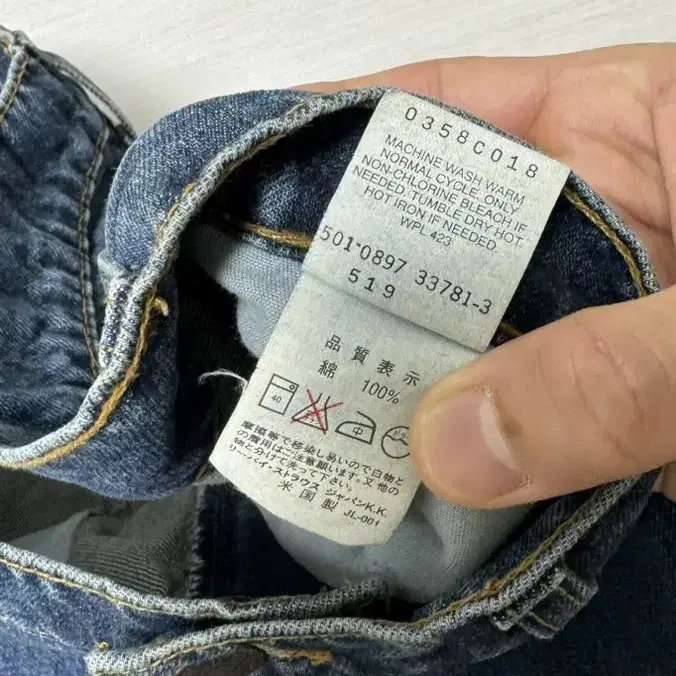 0358C018
MACHINE WASH WARM
NORMAL CYCLE. ONLY
NON-CHLORINE BLEACH IF
NEEDED. TUMBLE DRY HOT
HOT IRON IF NEEDED.
WPL 423
501*0897 33781-3
519
品質表示
綿 100%
40 中
摩擦等で移染しあいので白物と
の着用はご注意願います。又他の
物と分けて洗って下さい。
リーバイ・ストラウス ジャパンK.K.
米国製 JL-001